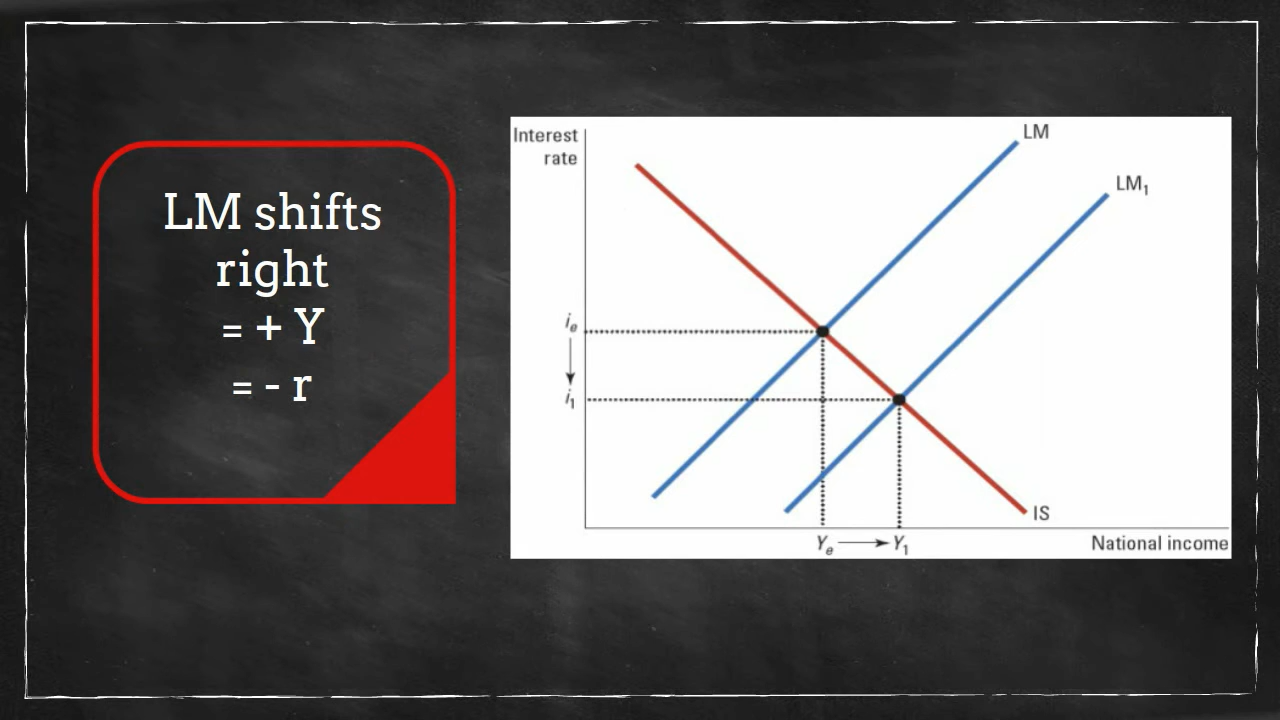 LM shifts
right
= + Y
= - r
Interest
rate
LM
LM₁
iₑ
i₁
IS
Yₑ
Y₁
National income